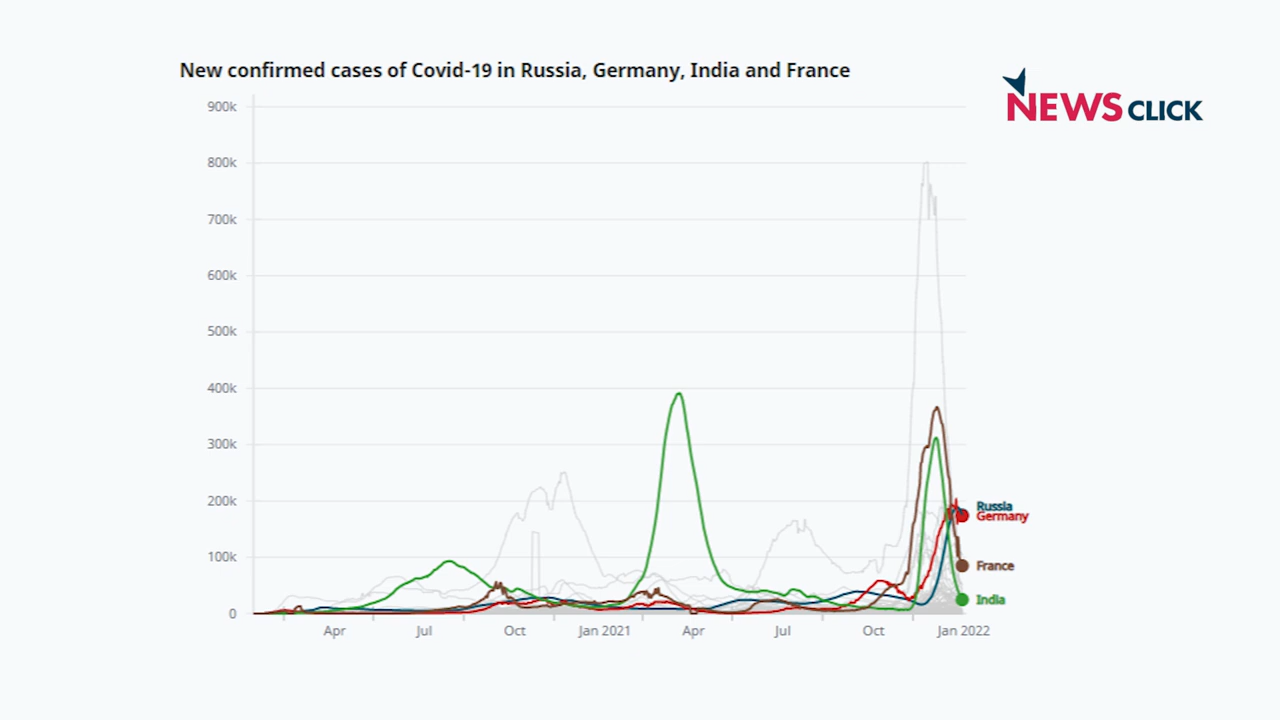 New confirmed cases of Covid-19 in Russia, Germany, India and France
NEWS CLICK
900k
800k
700k
600k
500k
400k
300k
200k
100k
0
Russia
Germany
France
India
Apr Jul Oct Jan 2021 Apr Jul Oct Jan 2022